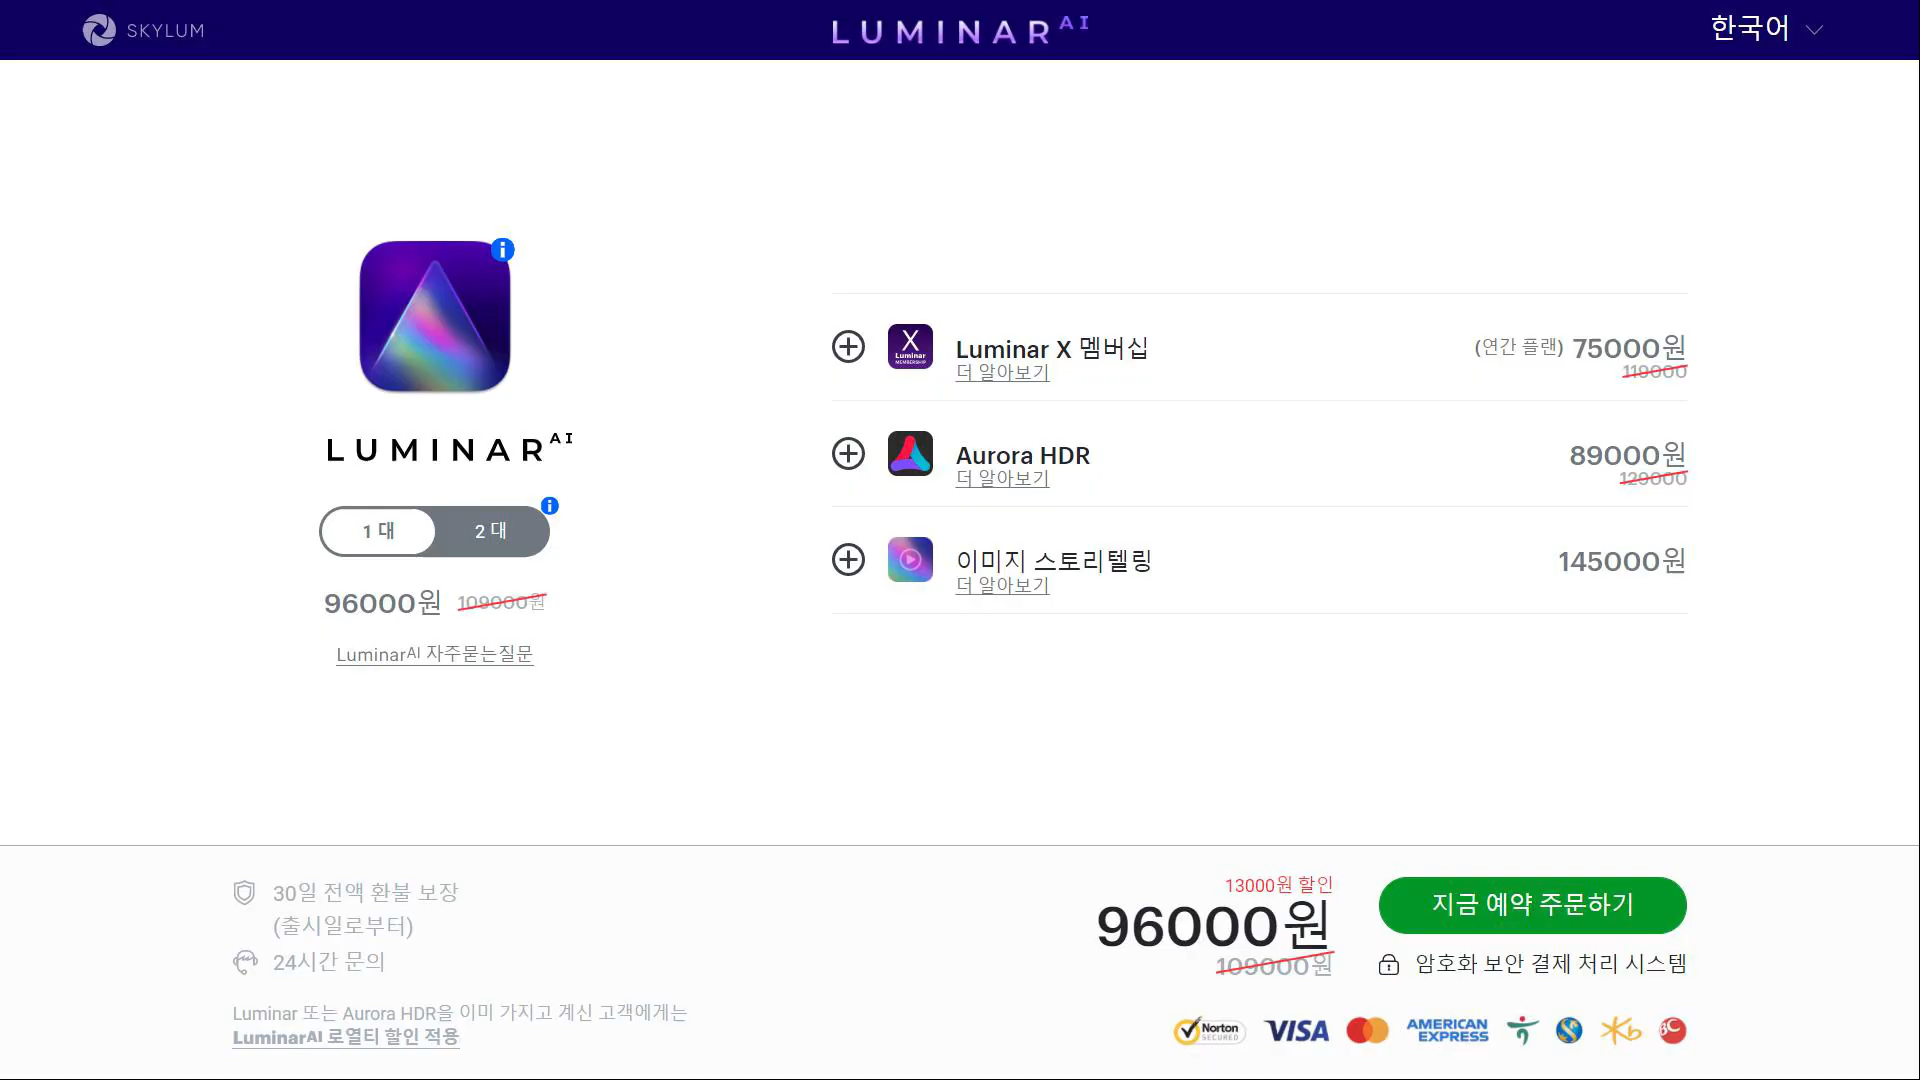 SKYLUM
LUMINAR AI
한국어
LUMINAR AI
1 대
2 대
96000원 109000원
LuminarAI 자주묻는질문
X
Luminar
MEMBERSHIP
Luminar X 멤버십
더 알아보기
(연간 플랜) 75000원
119000
Aurora HDR
더 알아보기
89000원
129000
이미지 스토리텔링
더 알아보기
145000원
30일 전액 환불 보장
(출시일로부터)
24시간 문의
Luminar 또는 Aurora HDR을 이미 가지고 계신 고객에게는
LuminarAI 로열티 할인 적용
13000원 할인
96000원
109000원
지금 예약 주문하기
암호화 보안 결제 처리 시스템
Norton
SECURED
VISA
AMERICAN
EXPRESS
Kb
BC